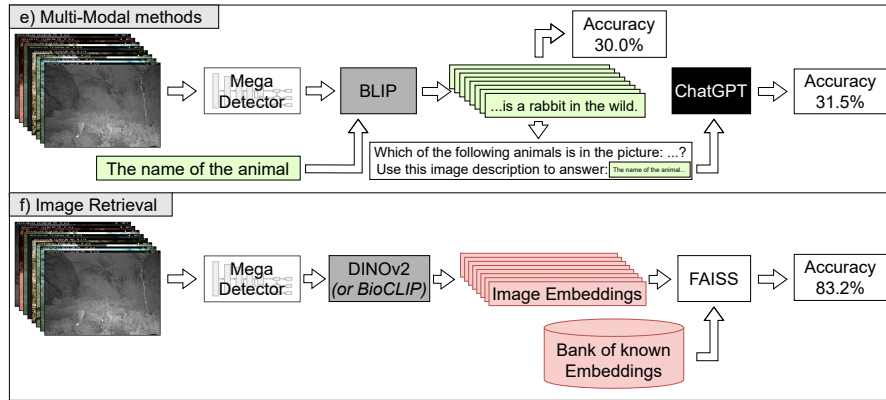 e) Multi-Modal methods
Mega
Detector
BLIP
...is a rabbit in the wild.
Accuracy
30.0%
ChatGPT
Accuracy
31.5%
The name of the animal
Which of the following animals is in the picture: ...?
Use this image description to answer: The name of the animal...
f) Image Retrieval
Mega
Detector
DINOv2
(or BioCLIP)
Image Embeddings
FAISS
Accuracy
83.2%
Bank of known
Embeddings